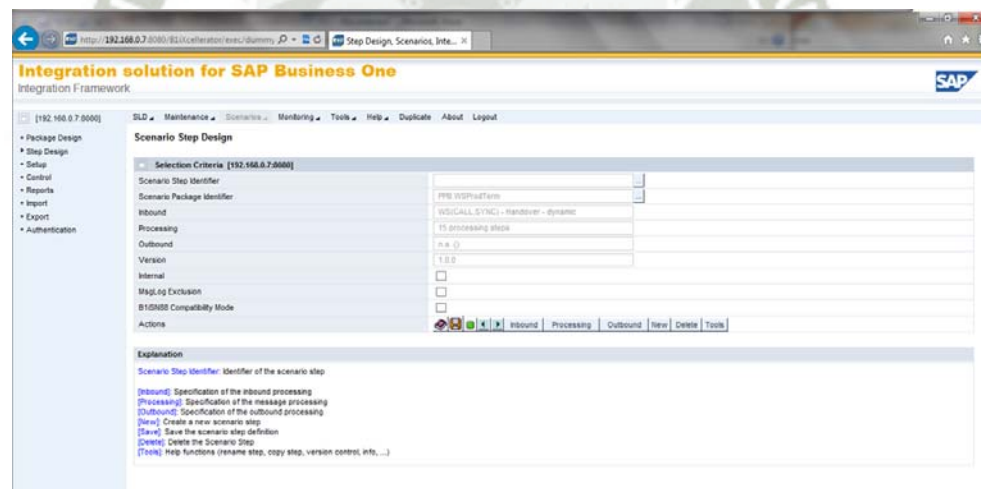 http://192.168.0.7:8080/B1iXcellerator/exec/dummy
Step Design, Scenarios, Inte...
Integration solution for SAP Business One
Integration Framework
SAP
[192.168.0.7:8080]
SLD Maintenance Scenarios Monitoring Tools Help Duplicate About Logout
Package Design
Step Design
Setup
Control
Reports
Import
Export
Authentication
Scenario Step Design
Selection Criteria [192.168.0.7:8080]
Scenario Step Identifier
...
Scenario Package Identifier
...
Inbound
WS(CALL,SYNC) - Handover - dynamic
Processing
15 processing steps
Outbound
n.a. ()
Version
1.0.0
Internal
MsgLog Exclusion
Compatibility Mode
Actions
Inbound Processing Outbound New Delete Tools
Explanation
Scenario Step Identifier: Identifier of the scenario step
[Inbound]: Specification of the inbound processing
[Processing]: Specification of the message processing
[Outbound]: Specification of the outbound processing
[New]: Create a new scenario step
[Save]: Save the scenario step definition
[Delete]: Delete the Scenario Step
[Tools]: Help functions (rename step, copy step, version control, info, ...)